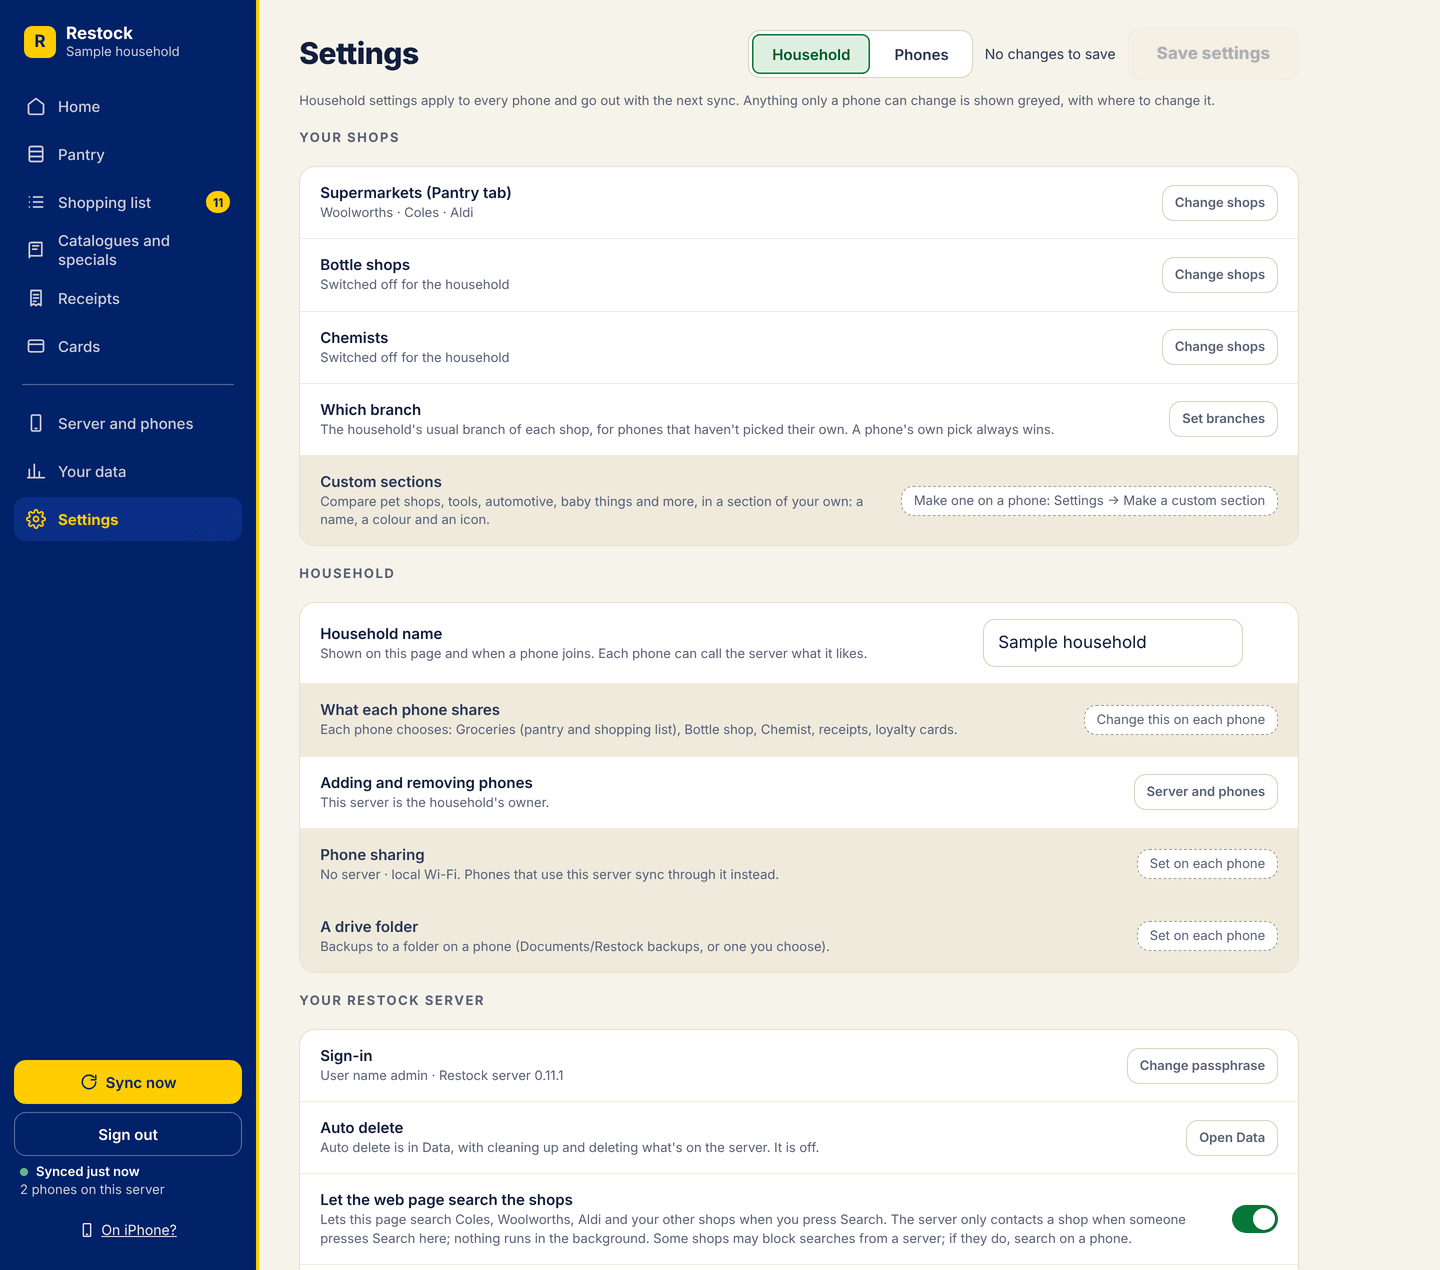 R
Restock
Sample household
Home
Pantry
Shopping list
11
Catalogues and
specials
Receipts
Cards
Server and phones
Your data
Settings
Sync now
Sign out
Synced just now
2 phones on this server
On iPhone?
Settings
Household
Phones
No changes to save
Save settings
Household settings apply to every phone and go out with the next sync. Anything only a phone can change is shown greyed, with where to change it.
YOUR SHOPS
Supermarkets (Pantry tab)
Woolworths · Coles · Aldi
Change shops
Bottle shops
Switched off for the household
Change shops
Chemists
Switched off for the household
Change shops
Which branch
The household's usual branch of each shop, for phones that haven't picked their own. A phone's own pick always wins.
Set branches
Custom sections
Compare pet shops, tools, automotive, baby things and more, in a section of your own: a
name, a colour and an icon.
Make one on a phone: Settings → Make a custom section
HOUSEHOLD
Household name
Shown on this page and when a phone joins. Each phone can call the server what it likes.
Sample household
What each phone shares
Each phone chooses: Groceries (pantry and shopping list), Bottle shop, Chemist, receipts, loyalty cards.
Change this on each phone
Adding and removing phones
This server is the household's owner.
Server and phones
Phone sharing
No server · local Wi-Fi. Phones that use this server sync through it instead.
Set on each phone
A drive folder
Backups to a folder on a phone (Documents/Restock backups, or one you choose).
Set on each phone
YOUR RESTOCK SERVER
Sign-in
User name admin · Restock server 0.11.1
Change passphrase
Auto delete
Auto delete is in Data, with cleaning up and deleting what's on the server. It is off.
Open Data
Let the web page search the shops
Lets this page search Coles, Woolworths, Aldi and your other shops when you press Search. The server only contacts a shop when someone
presses Search here; nothing runs in the background. Some shops may block searches from a server; if they do, search on a phone.